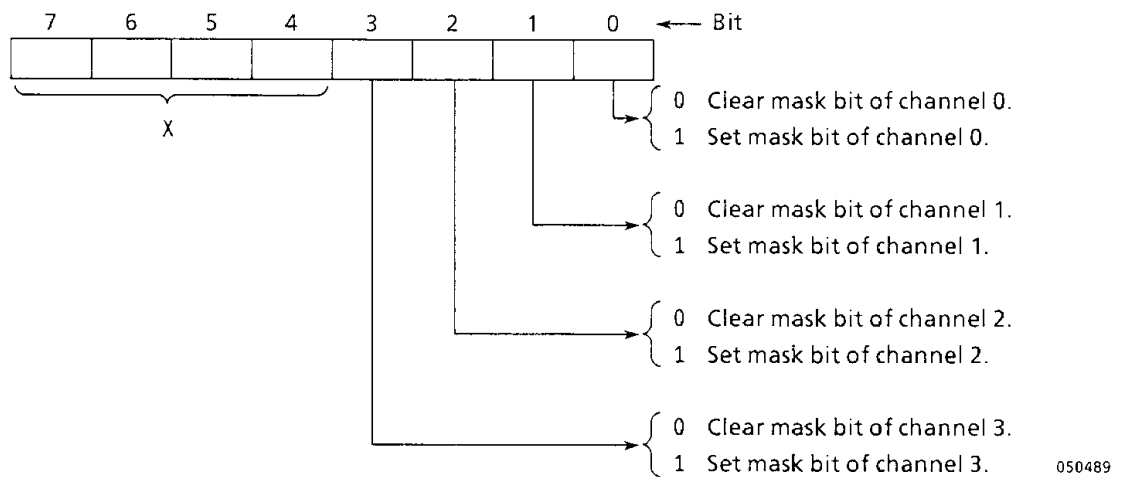 7 6 5 4 3 2 1 0 ← Bit
X
0 Clear mask bit of channel 0.
1 Set mask bit of channel 0.
0 Clear mask bit of channel 1.
1 Set mask bit of channel 1.
0 Clear mask bit of channel 2.
1 Set mask bit of channel 2.
0 Clear mask bit of channel 3.
1 Set mask bit of channel 3.
050489